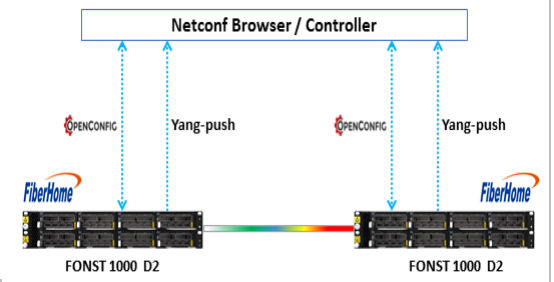 Netconf Browser / Controller
OPENCONFIG
Yang-push
OPENCONFIG
Yang-push
FiberHome
FiberHome
FONST 1000 D2
FONST 1000 D2